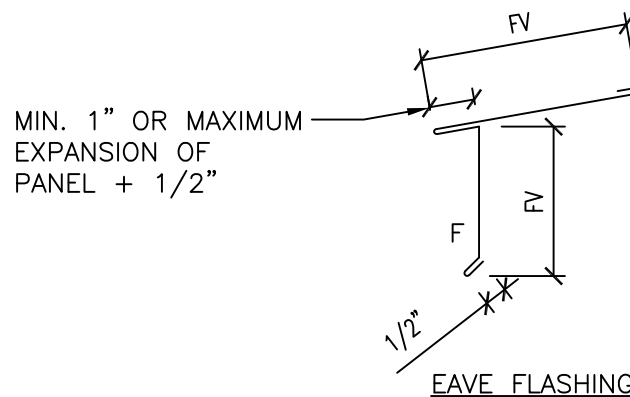 FV
MIN. 1” OR MAXIMUM
EXPANSION OF
PANEL + 1/2”
FV
F
1/2”
EAVE FLASHING